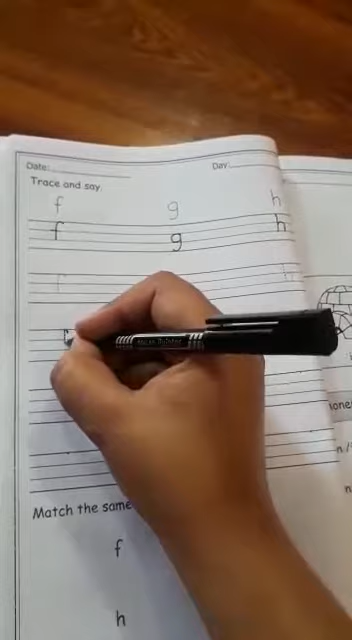 Date: Day:
Trace and say.
f g h
f g h
f h
Match the same
f
h